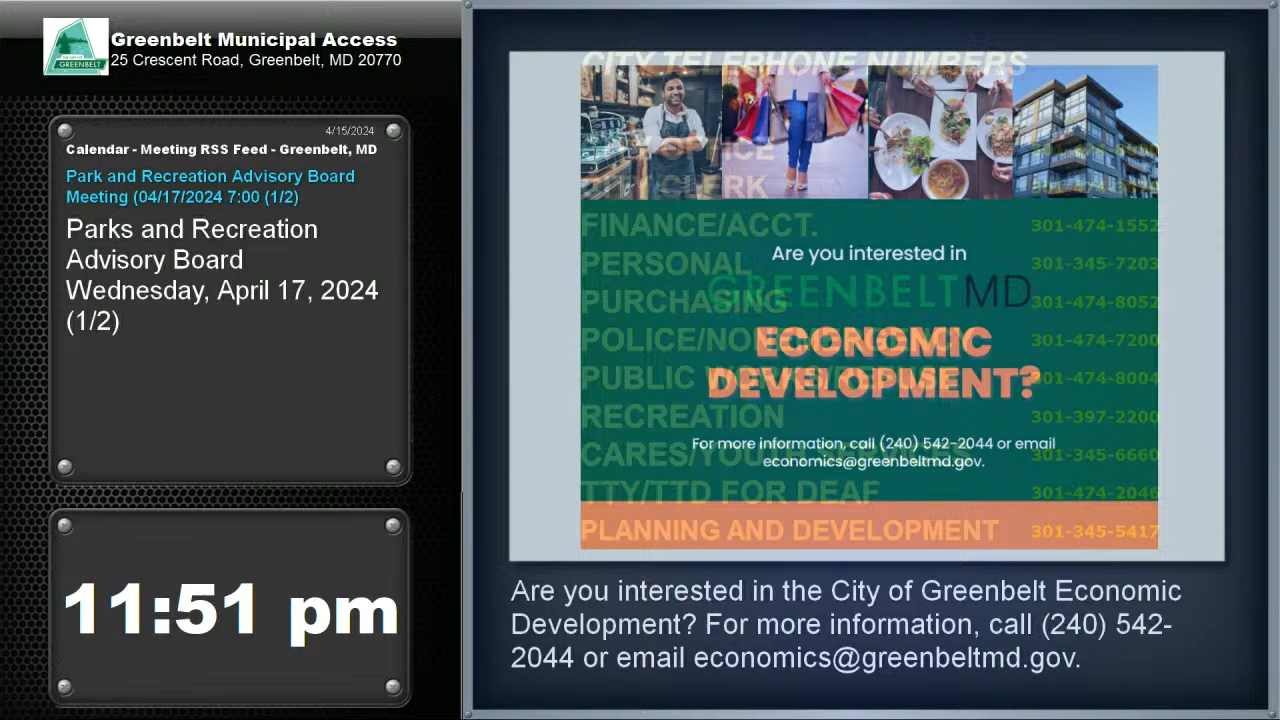 Greenbelt Municipal Access
25 Crescent Road, Greenbelt, MD 20770
4/15/2024
Calendar - Meeting RSS Feed - Greenbelt, MD
Park and Recreation Advisory Board
Meeting (04/17/2024 7:00 (1/2)
Parks and Recreation
Advisory Board
Wednesday, April 17, 2024
(1/2)
11:51 pm
CITY TELEPHONE NUMBERS
CLERK
FINANCE/ACCT. 301-474-1552
Are you interested in
PERSONAL 301-345-7203
GREENBELTMD
PURCHASING 301-474-8052
301-474-7200
ECONOMIC
DEVELOPMENT?
PUBLIC 301-474-8004
RECREATION 301-397-2200
For more information, call (240) 542-2044 or email
economics@greenbeltmd.gov.
301-345-6660
TTY/TTD FOR DEAF 301-474-2046
PLANNING AND DEVELOPMENT 301-345-5417
Are you interested in the City of Greenbelt Economic
Development? For more information, call (240) 542-
2044 or email economics@greenbeltmd.gov.